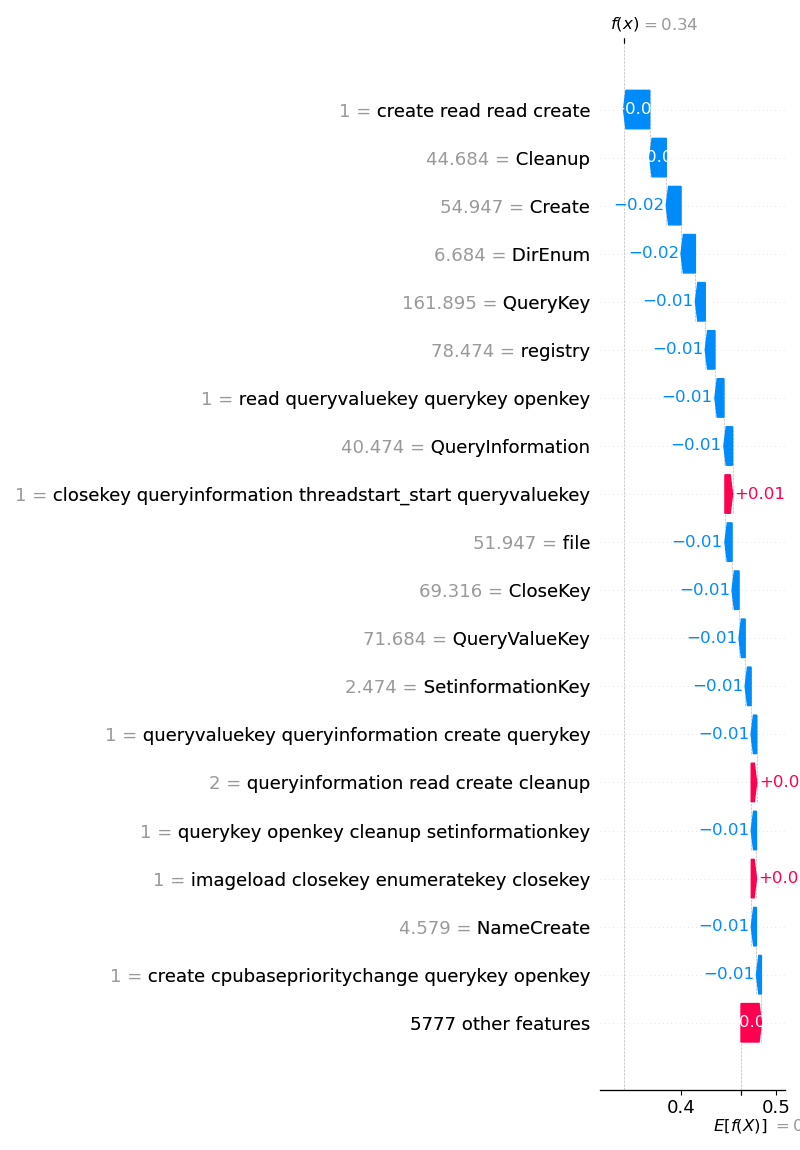 f(x) = 0.34
1 = create read read create
44.684 = Cleanup
54.947 = Create −0.02
6.684 = DirEnum −0.02
161.895 = QueryKey −0.01
78.474 = registry −0.01
1 = read queryvaluekey querykey openkey −0.01
40.474 = QueryInformation −0.01
1 = closekey queryinformation threadstart_start queryvaluekey +0.01
51.947 = file −0.01
69.316 = CloseKey −0.01
71.684 = QueryValueKey −0.01
2.474 = SetinformationKey −0.01
1 = queryvaluekey queryinformation create querykey −0.01
2 = queryinformation read create cleanup +0.0
1 = querykey openkey cleanup setinformationkey −0.01
1 = imageload closekey enumeratekey closekey +0.0
4.579 = NameCreate −0.01
1 = create cpubaseprioritychange querykey openkey −0.01
5777 other features
0.4 0.5
E[f(X)] =